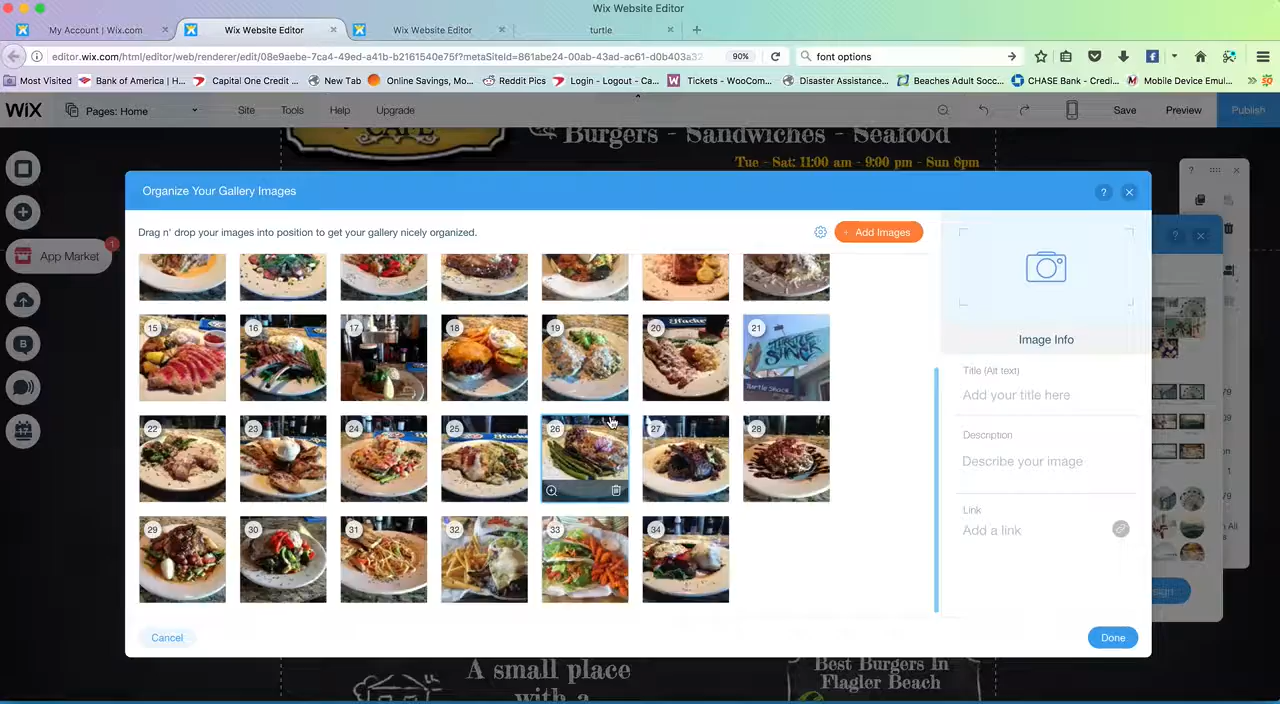 Wix Website Editor
My Account | Wix.com
Wix Website Editor
Wix Website Editor
turtle
editor.wix.com/html/editor/web/renderer/edit/08e9aebe-7ca4-49ed-a41b-b2161540e75f?metaSiteId=861abe24-00ab-43ad-ac61-d0b403a32
90%
font options
Most Visited
Bank of America | H...
Capital One Credit ...
New Tab
Online Savings, Mo...
Reddit Pics
Login - Logout - Ca...
Tickets - WooCom...
Disaster Assistance...
Beaches Adult Socc...
CHASE Bank - Credi...
Mobile Device Emul...
WiX
Pages: Home
Site
Tools
Help
Upgrade
Save
Preview
Publish
Burgers - Sandwiches - Seafood
Tue - Sat: 11:00 am - 9:00 pm - Sun 8pm
Organize Your Gallery Images
Drag n' drop your images into position to get your gallery nicely organized.
+ Add Images
App Market
1
15
16
17
18
19
20
21
TURTLE
SHACK
Turtle Shack
22
23
24
25
26
27
28
29
30
31
32
33
34
Image Info
Title (Alt text)
Add your title here
Description
Describe your image
Link
Add a link
Cancel
Done
A small place
with a
Best Burgers In
Flagler Beach